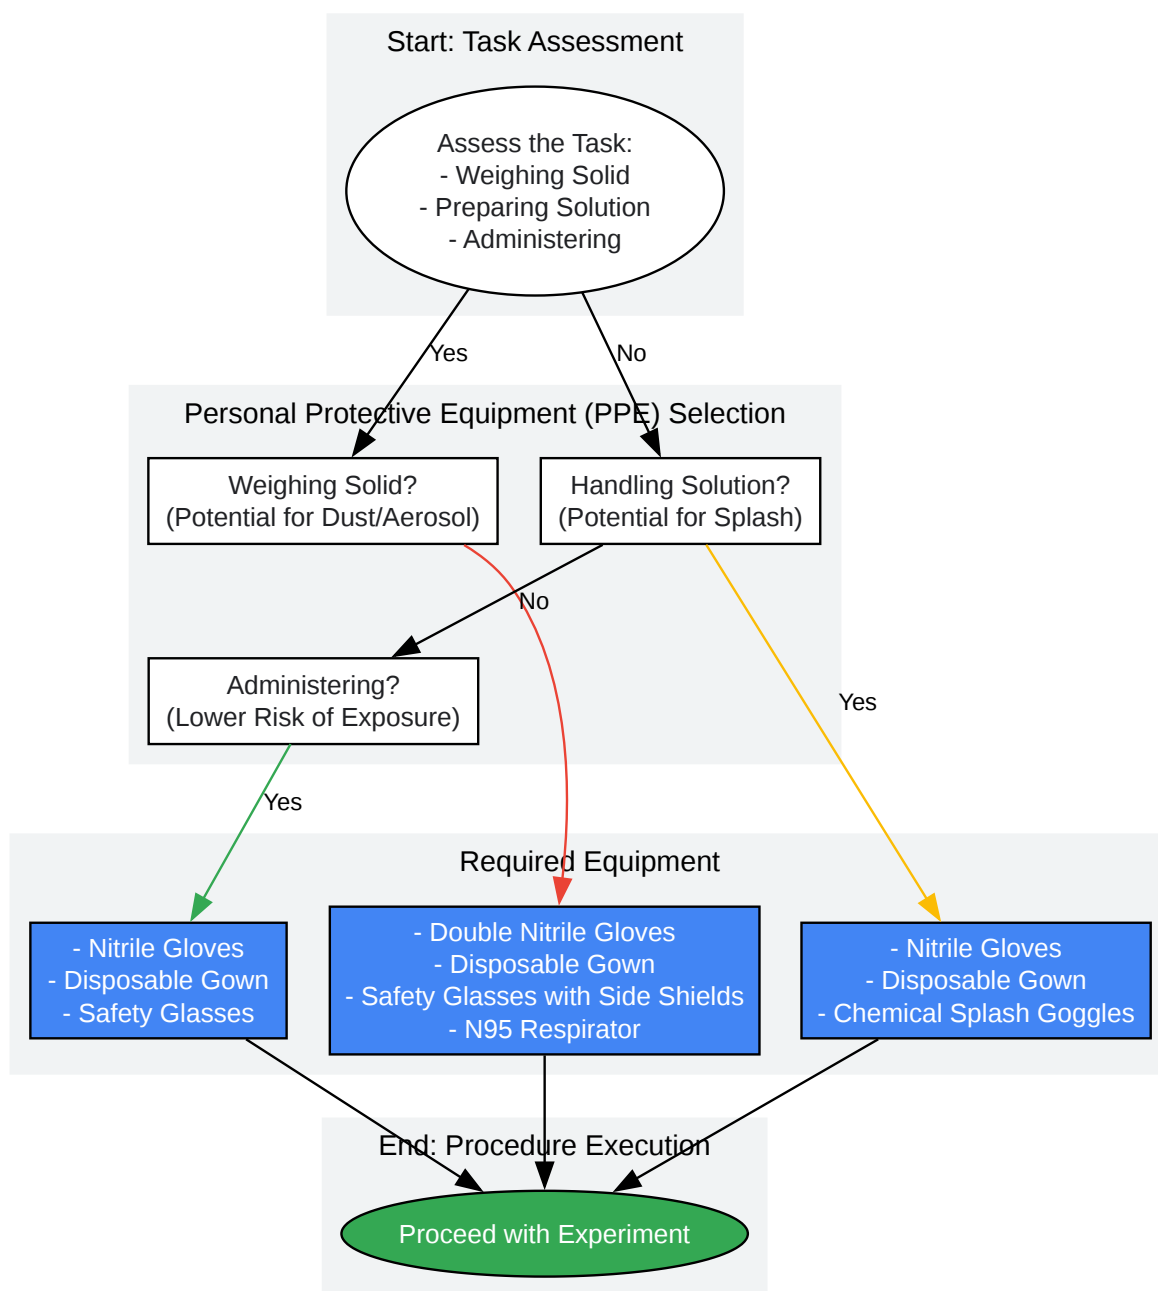 Start: Task Assessment
Assess the Task:
- Weighing Solid
- Preparing Solution
- Administering
Yes
No
Personal Protective Equipment (PPE) Selection
Weighing Solid?
(Potential for Dust/Aerosol)
Handling Solution?
(Potential for Splash)
No
Administering?
(Lower Risk of Exposure)
Yes
Yes
Required Equipment
- Nitrile Gloves
- Disposable Gown
- Safety Glasses
- Double Nitrile Gloves
- Disposable Gown
- Safety Glasses with Side Shields
- N95 Respirator
- Nitrile Gloves
- Disposable Gown
- Chemical Splash Goggles
End: Procedure Execution
Proceed with Experiment